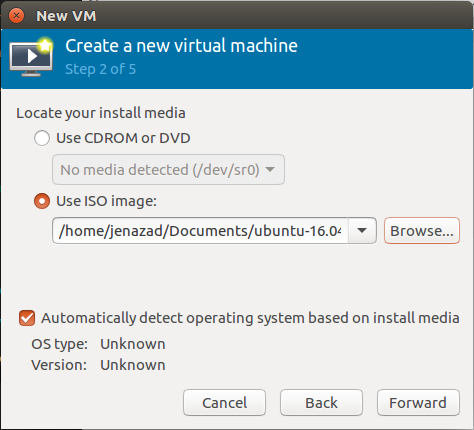 New VM
Create a new virtual machine
Step 2 of 5
Locate your install media
Use CDROM or DVD
No media detected (/dev/sr0)
Use ISO image:
/home/jenazad/Documents/ubuntu-16.04
Browse...
Automatically detect operating system based on install media
OS type: Unknown
Version: Unknown
Cancel Back Forward